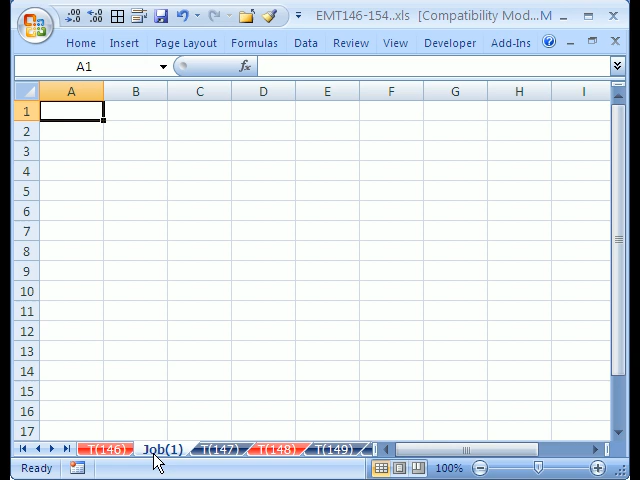 EMT146-154..xls [Compatibility Mod... M
Home Insert Page Layout Formulas Data Review View Developer Add-Ins
A1 fx
A B C D E F G H I
1
2
3
4
5
6
7
8
9
10
11
12
13
14
15
16
17
T(146) Job(1) T(147) T(148) T(149)
Ready 100%